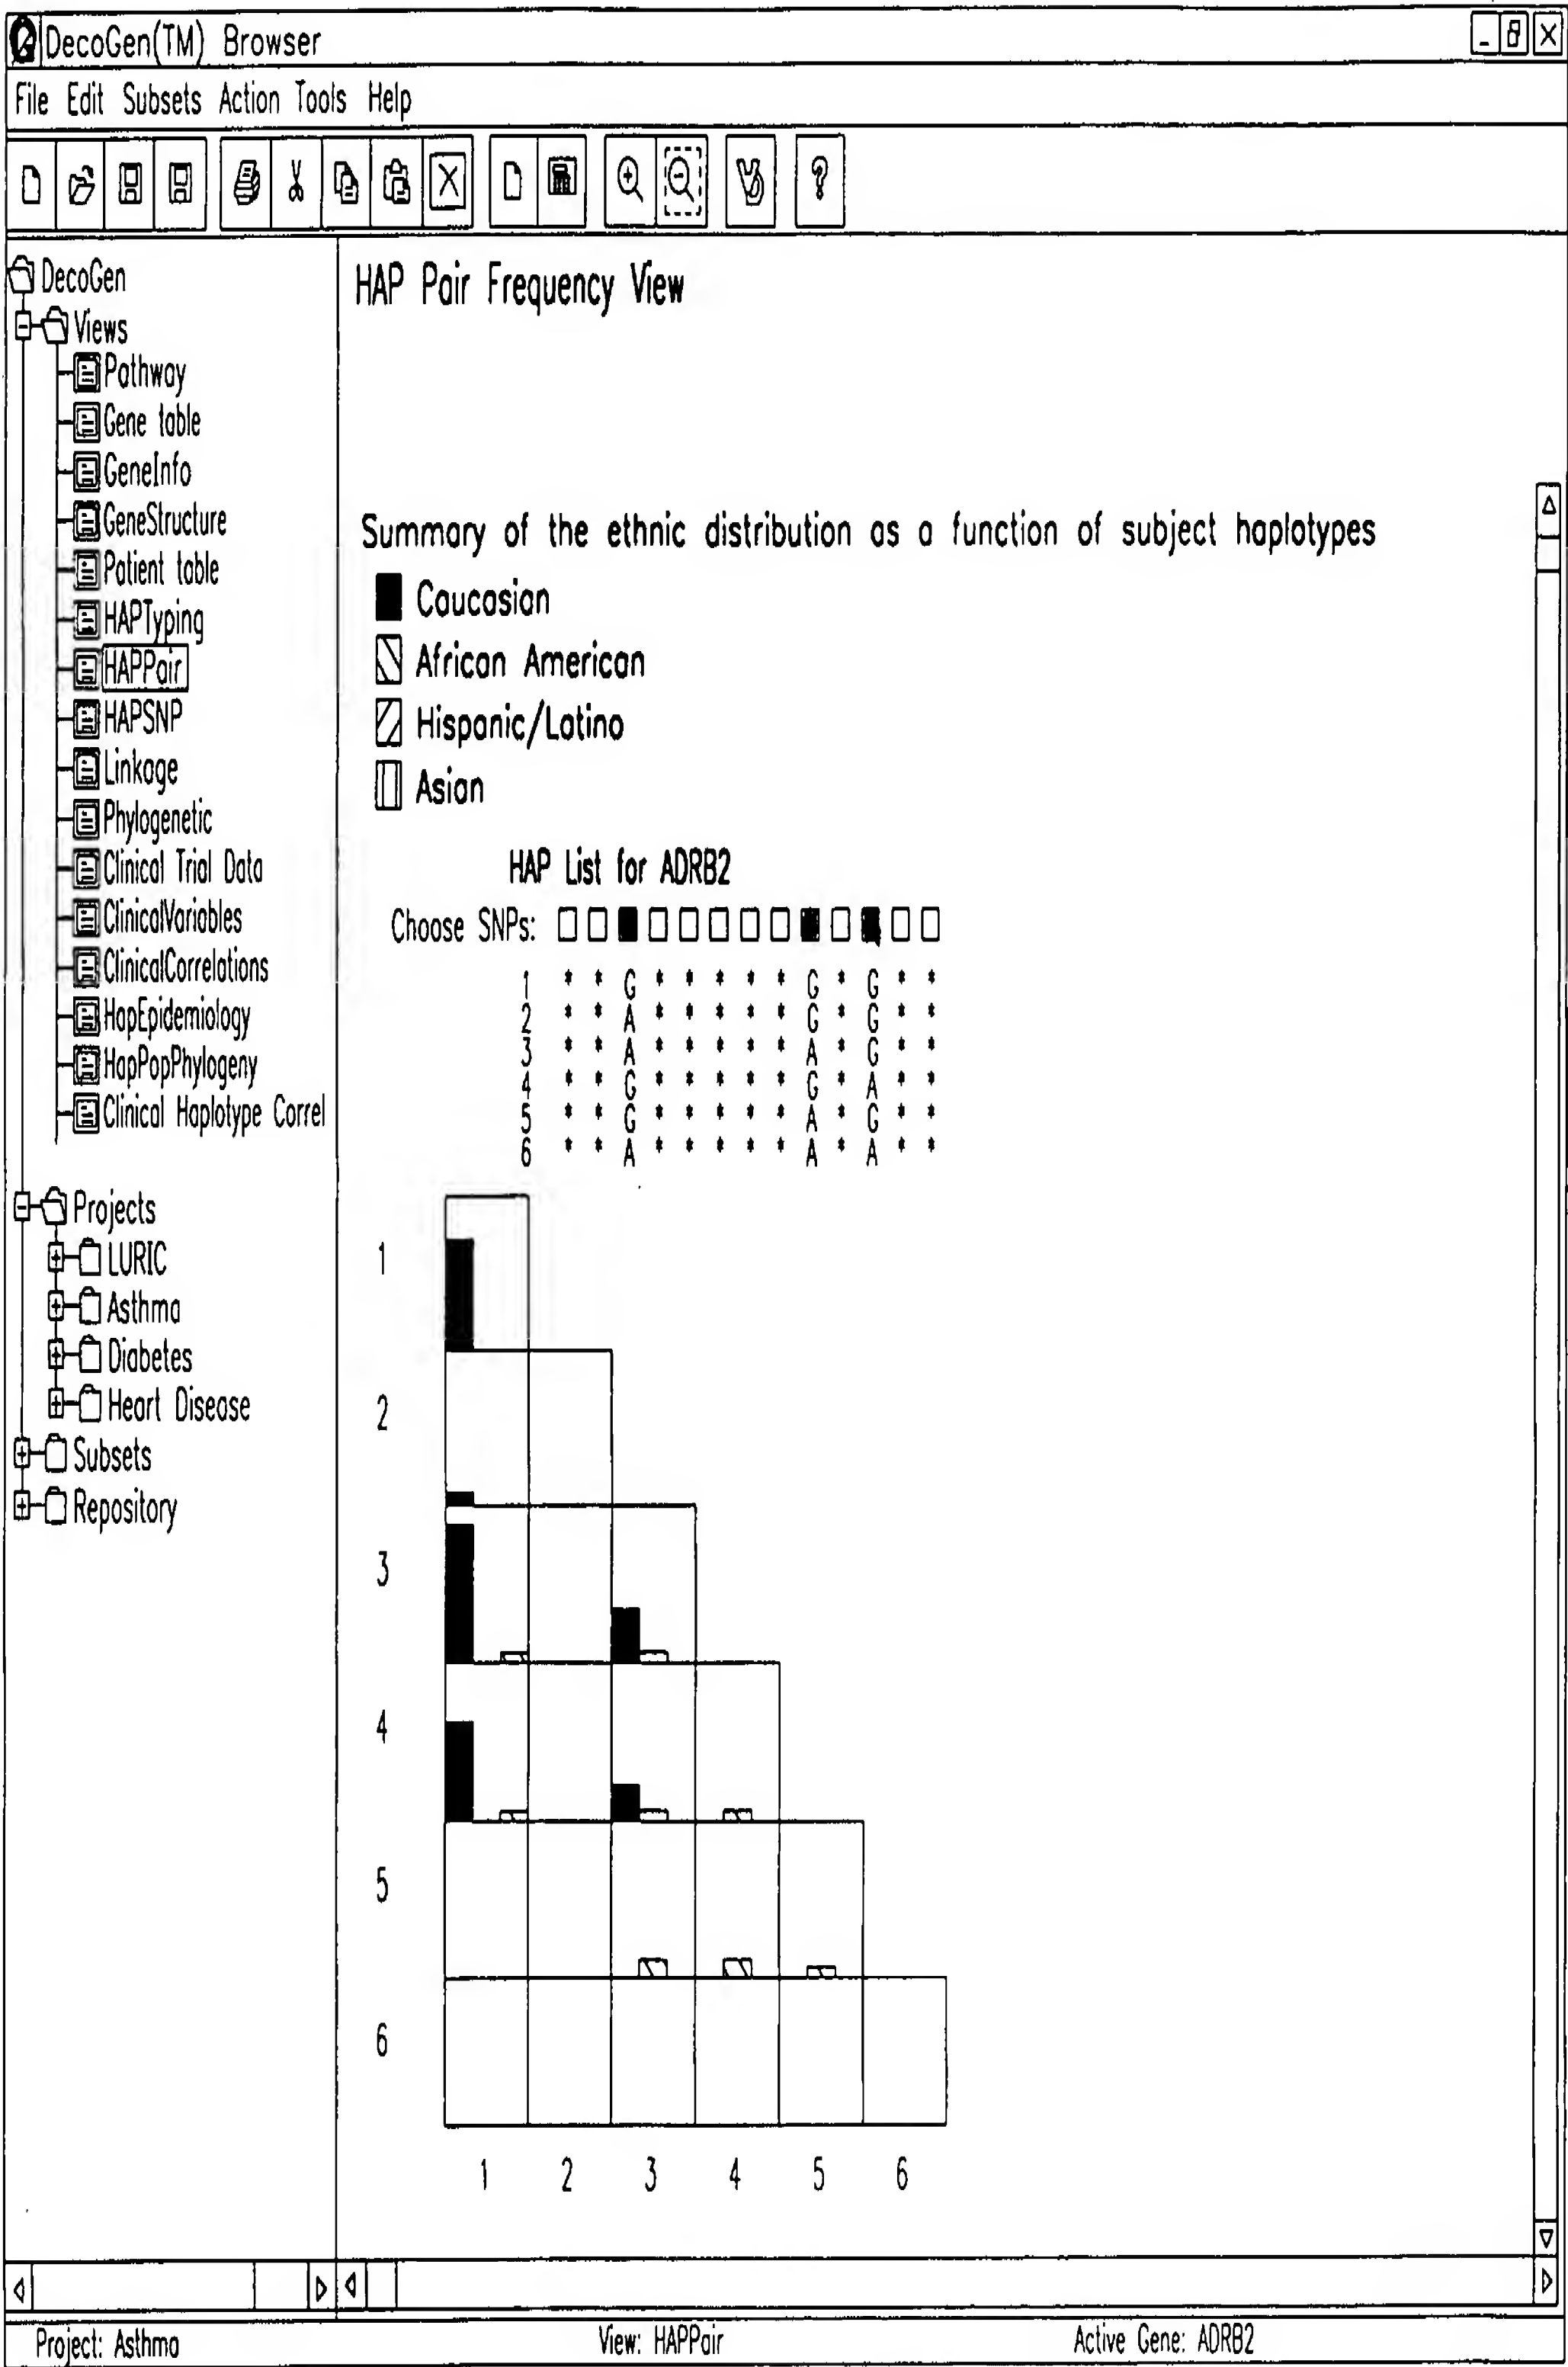 DecoGen(TM) Browser
File Edit Subsets Action Tools Help
DecoGen
Views
Pathway
Gene table
GeneInfo
GeneStructure
Patient table
HAPTyping
HAPPair
HAPSNP
Linkage
Phylogenetic
Clinical Trial Data
ClinicalVariables
ClinicalCorrelations
HapEpidemiology
HapPopPhylogeny
Clinical Haplotype Correl
Projects
LURIC
Asthma
Diabetes
Heart Disease
Subsets
Repository
HAP Pair Frequency View
Summary of the ethnic distribution as a function of subject haplotypes
Caucasian
African American
Hispanic/Latino
Asian
HAP List for ADRB2
Choose SNPs:
1 * * G * * * * * G * G * *
2 * * A * * * * * G * G * *
3 * * A * * * * * A * G * *
4 * * G * * * * * G * A * *
5 * * G * * * * * A * G * *
6 * * A * * * * * A * A * *
1
2
3
4
5
6
1 2 3 4 5 6
Project: Asthma View: HAPPair Active Gene: ADRB2